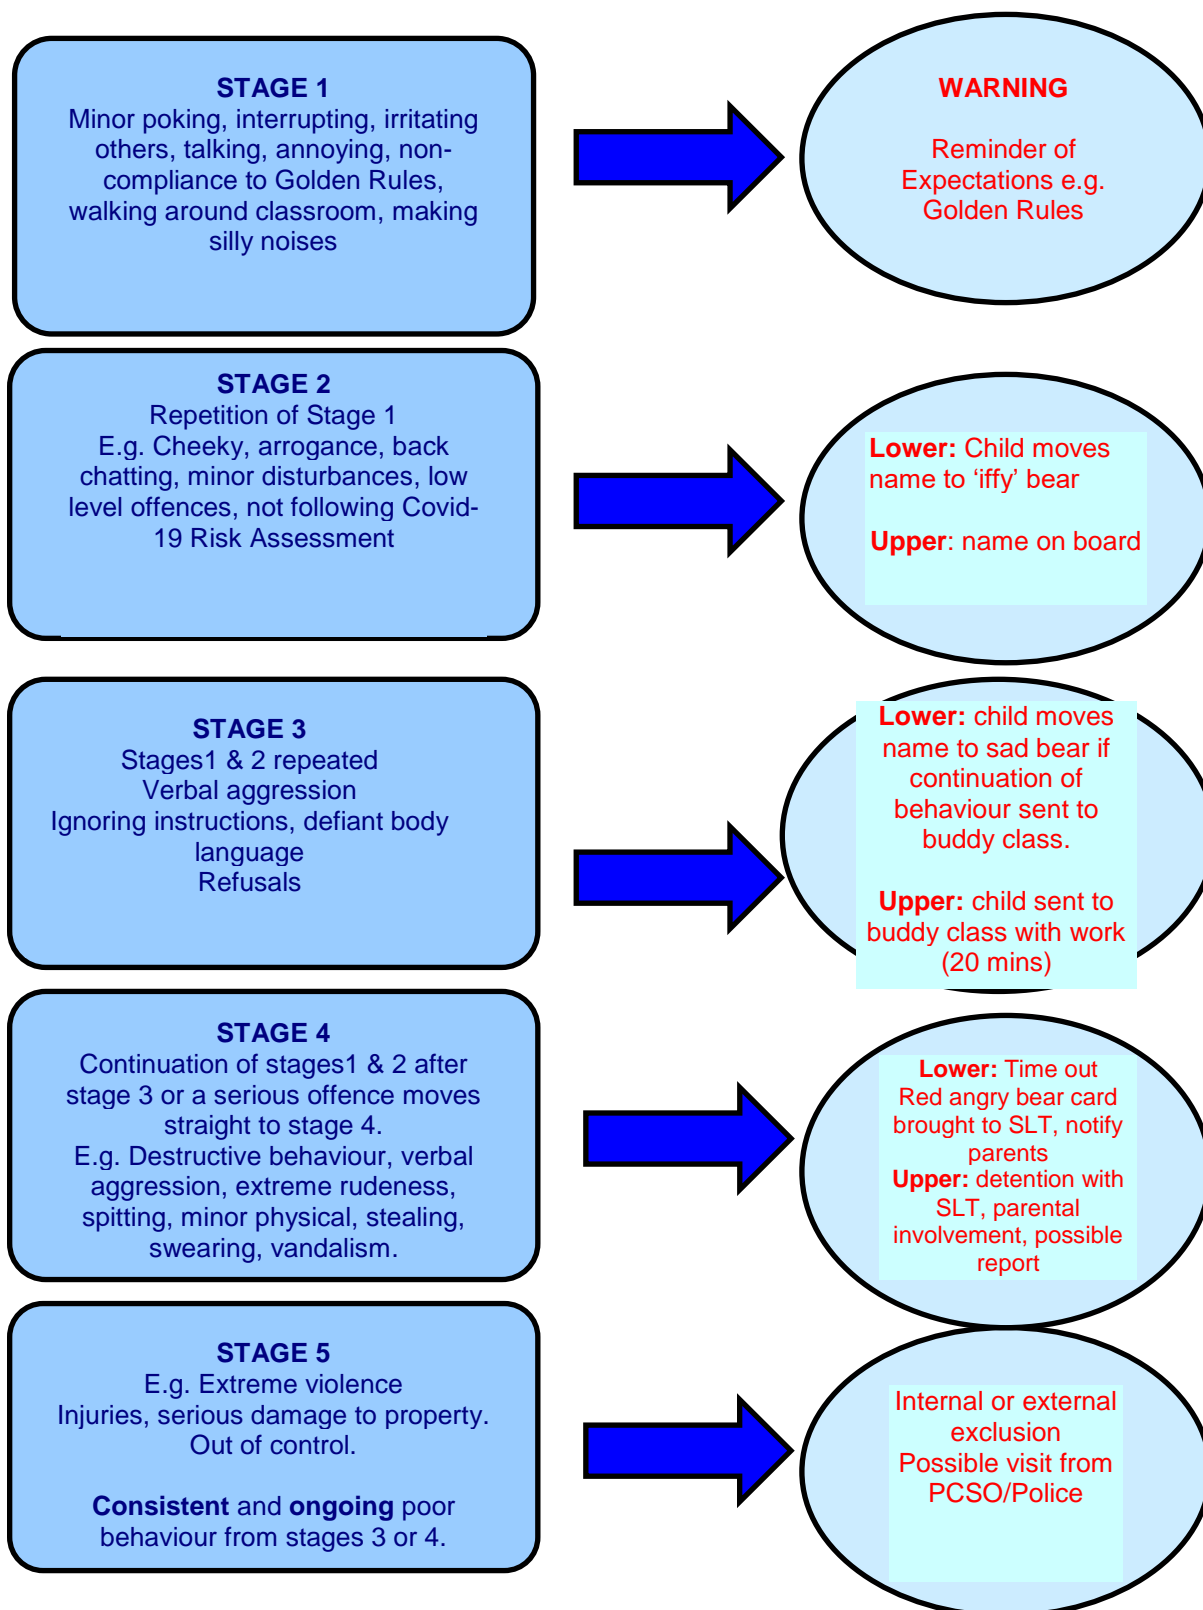 STAGE 1
Minor poking, interrupting, irritating
others, talking, annoying, non-
compliance to Golden Rules,
walking around classroom, making
silly noises
WARNING
Reminder of
Expectations e.g.
Golden Rules
STAGE 2
Repetition of Stage 1
E.g. Cheeky, arrogance, back
chatting, minor disturbances, low
level offences, not following Covid-
19 Risk Assessment
Lower: Child moves
name to ‘iffy’ bear
Upper: name on board
STAGE 3
Stages1 & 2 repeated
Verbal aggression
Ignoring instructions, defiant body
language
Refusals
Lower: child moves
name to sad bear if
continuation of
behaviour sent to
buddy class.
Upper: child sent to
buddy class with work
(20 mins)
STAGE 4
Continuation of stages1 & 2 after
stage 3 or a serious offence moves
straight to stage 4.
E.g. Destructive behaviour, verbal
aggression, extreme rudeness,
spitting, minor physical, stealing,
swearing, vandalism.
Lower: Time out
Red angry bear card
brought to SLT, notify
parents
Upper: detention with
SLT, parental
involvement, possible
report
STAGE 5
E.g. Extreme violence
Injuries, serious damage to property.
Out of control.
Consistent and ongoing poor
behaviour from stages 3 or 4.
Internal or external
exclusion
Possible visit from
PCSO/Police